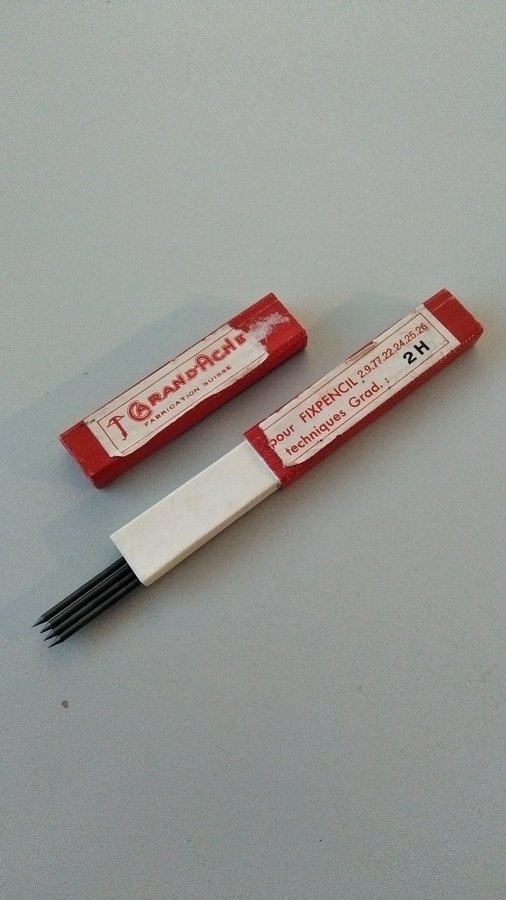 CARAN D'ACHE
FABRICATION SUISSE
pour FIXPENCIL 2.9.77.22.24.25.26
techniques Grad.: 2H